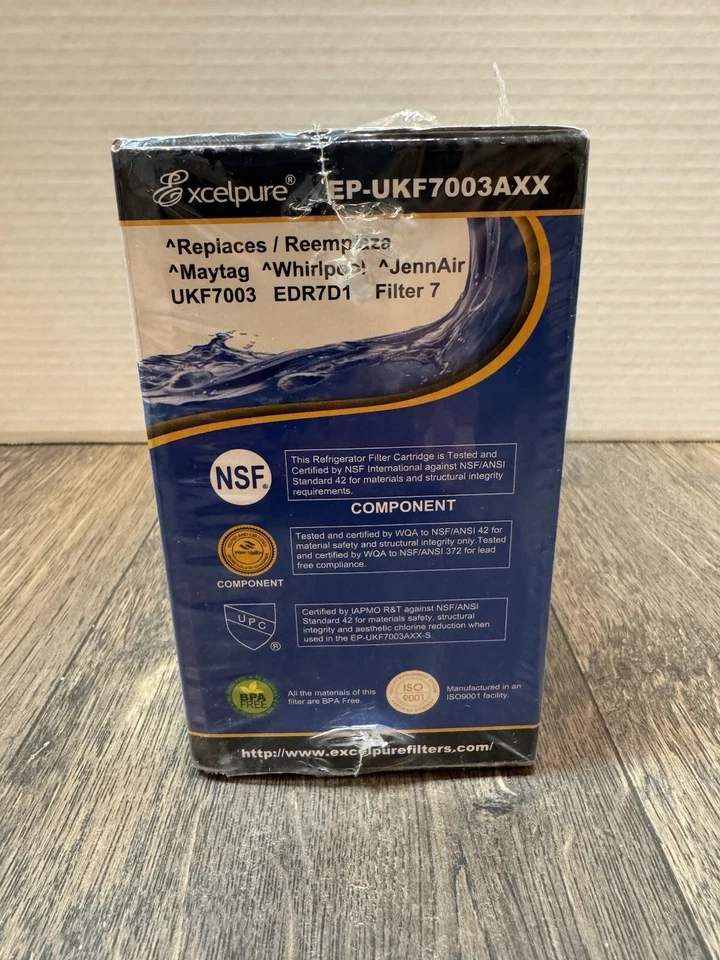 Excelpure® EP-UKF7003AXX
^Replaces / Reemplaza
^Maytag ^Whirlpool ^JennAir
UKF7003 EDR7D1 Filter 7
NSF®
This Refrigerator Filter Cartridge is Tested and
Certified by NSF International against NSF/ANSI
Standard 42 for materials and structural integrity
requirements.
COMPONENT
Tested and certified by WQA to NSF/ANSI 42 for
material safety and structural integrity only.Tested
and certified by WQA to NSF/ANSI 372 for lead
free compliance.
COMPONENT
UPC
®
Certified by IAPMO R&T against NSF/ANSI
Standard 42 for materials safety, structural
integrity and aesthetic chlorine reduction when
used in the EP-UKF7003AXX-S
BPA
FREE
All the materials of this
filter are BPA Free.
ISO
9001
Manufactured in an
ISO9001 facility.
http://www.excelpurefilters.com/